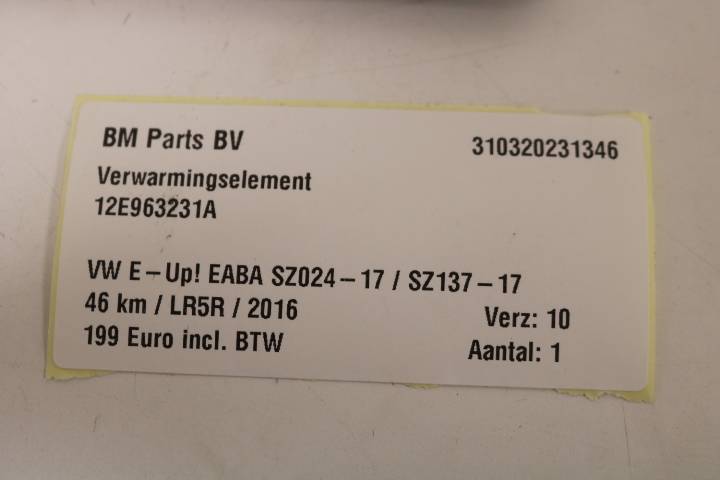 BM Parts BV 310320231346
Verwarmingselement
12E963231A
VW E-Up! EABA SZ024-17 / SZ137-17
46 km / LR5R / 2016 Verz: 10
199 Euro incl. BTW Aantal: 1